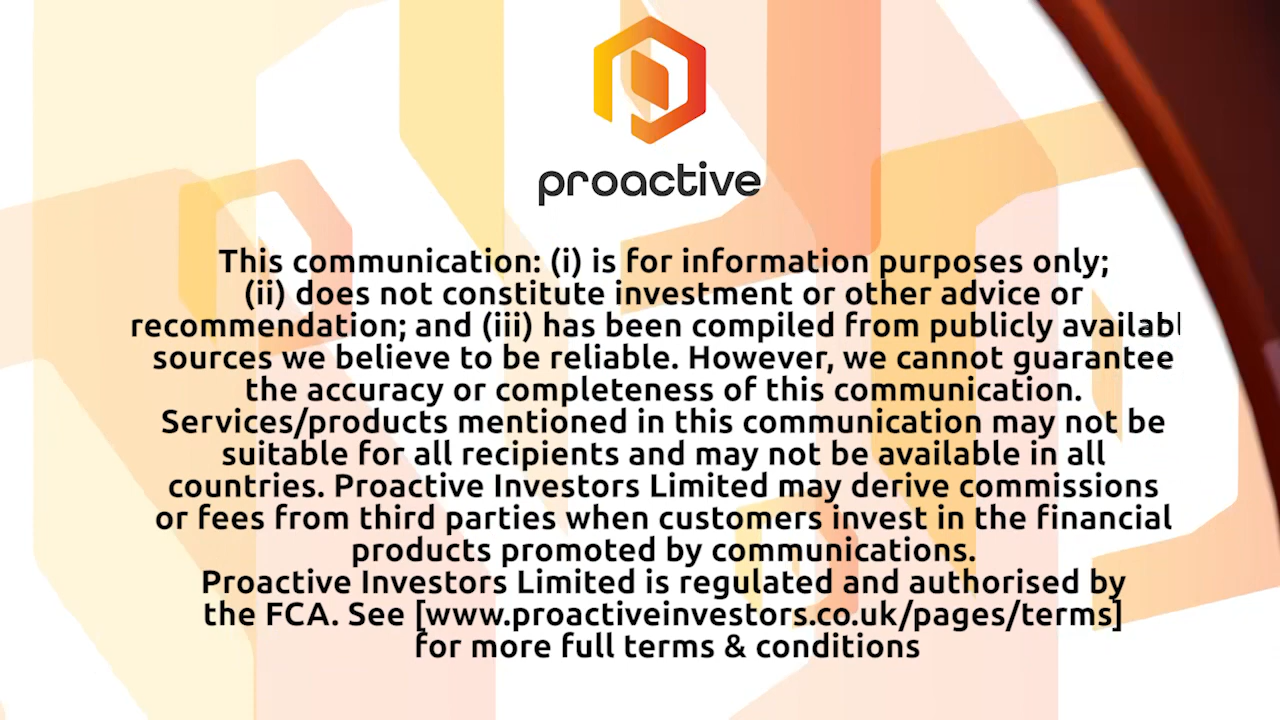 proactive
This communication: (i) is for information purposes only;
(ii) does not constitute investment or other advice or
recommendation; and (iii) has been compiled from publicly availabl
sources we believe to be reliable. However, we cannot guarantee
the accuracy or completeness of this communication.
Services/products mentioned in this communication may not be
suitable for all recipients and may not be available in all
countries. Proactive Investors Limited may derive commissions
or fees from third parties when customers invest in the financial
products promoted by communications.
Proactive Investors Limited is regulated and authorised by
the FCA. See [www.proactiveinvestors.co.uk/pages/terms]
for more full terms & conditions